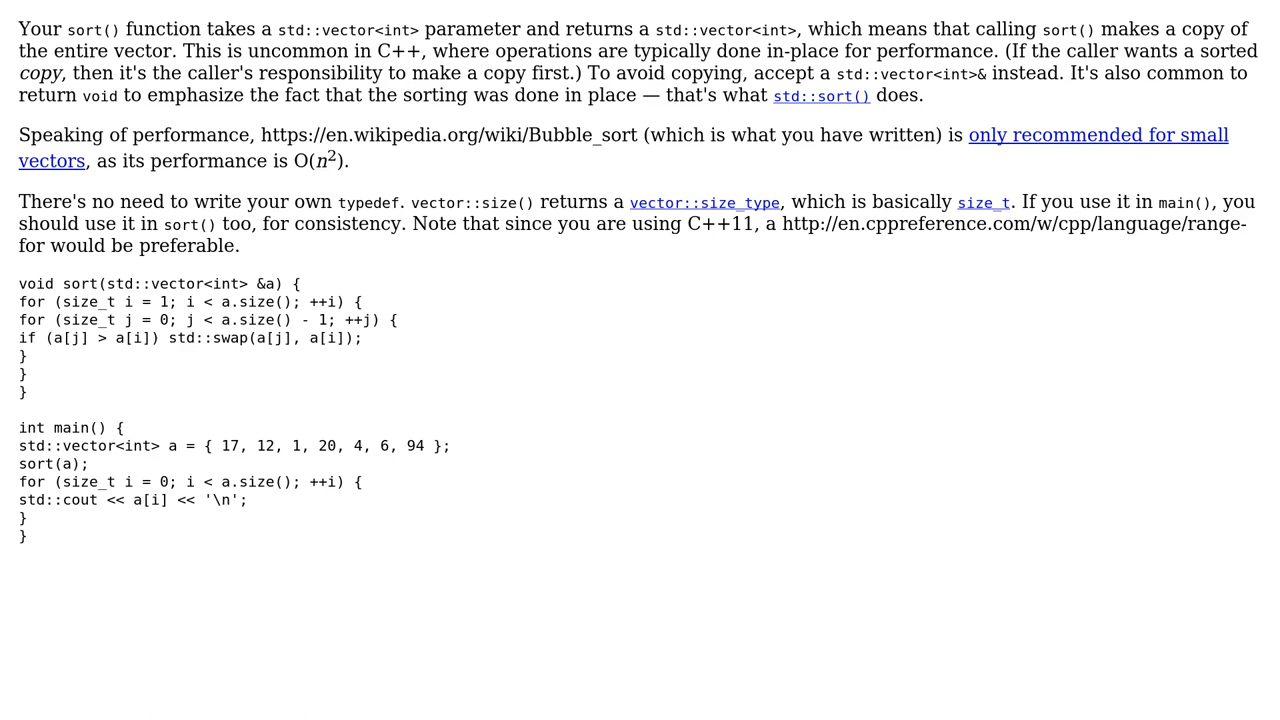 Your sort() function takes a std::vector<int> parameter and returns a std::vector<int>, which means that calling sort() makes a copy of
the entire vector. This is uncommon in C++, where operations are typically done in-place for performance. (If the caller wants a sorted
copy, then it's the caller's responsibility to make a copy first.) To avoid copying, accept a std::vector<int>& instead. It's also common to
return void to emphasize the fact that the sorting was done in place — that's what std::sort() does.
Speaking of performance, https://en.wikipedia.org/wiki/Bubble_sort (which is what you have written) is only recommended for small
vectors, as its performance is O(n²).
There's no need to write your own typedef. vector::size() returns a vector::size_type, which is basically size_t. If you use it in main(), you
should use it in sort() too, for consistency. Note that since you are using C++11, a http://en.cppreference.com/w/cpp/language/range-
for would be preferable.
void sort(std::vector<int> &a) {
for (size_t i = 1; i < a.size(); ++i) {
for (size_t j = 0; j < a.size() - 1; ++j) {
if (a[j] > a[i]) std::swap(a[j], a[i]);
}
}
}
int main() {
std::vector<int> a = { 17, 12, 1, 20, 4, 6, 94 };
sort(a);
for (size_t i = 0; i < a.size(); ++i) {
std::cout << a[i] << '\n';
}
}